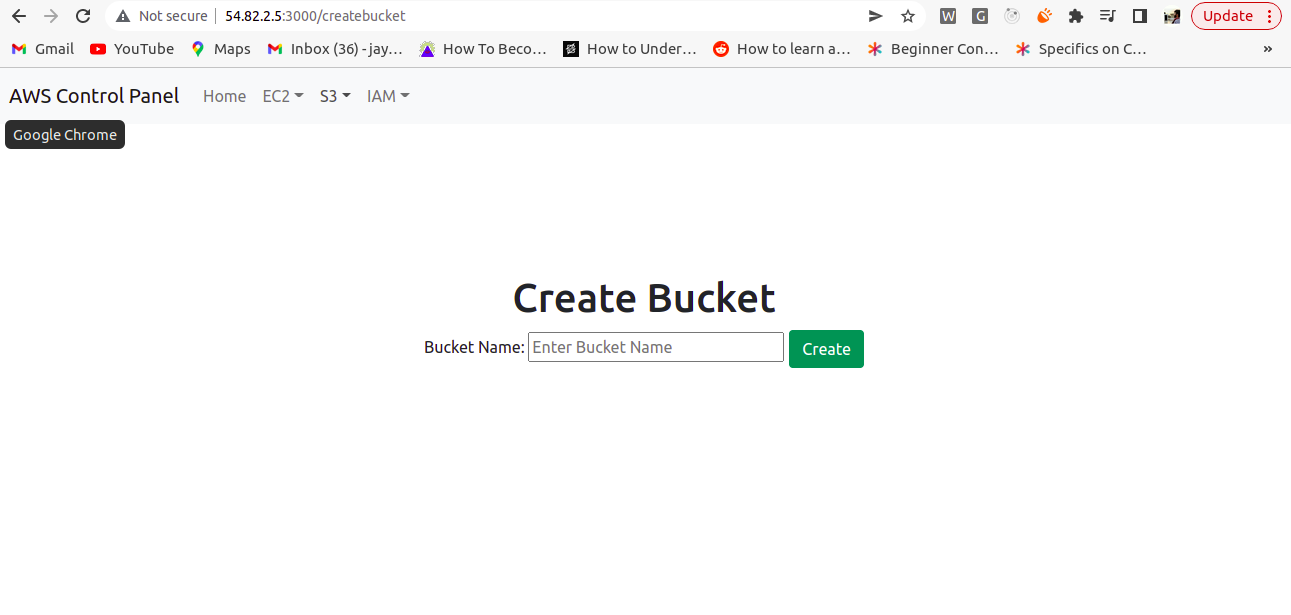 Not secure 54.82.2.5:3000/createbucket W G Update
Gmail YouTube Maps Inbox (36) - jay... How To Beco... How to Under... How to learn a... Beginner Con... Specifics on C... »
AWS Control Panel Home EC2 S3 IAM
Google Chrome
Create Bucket
Bucket Name: Enter Bucket Name Create